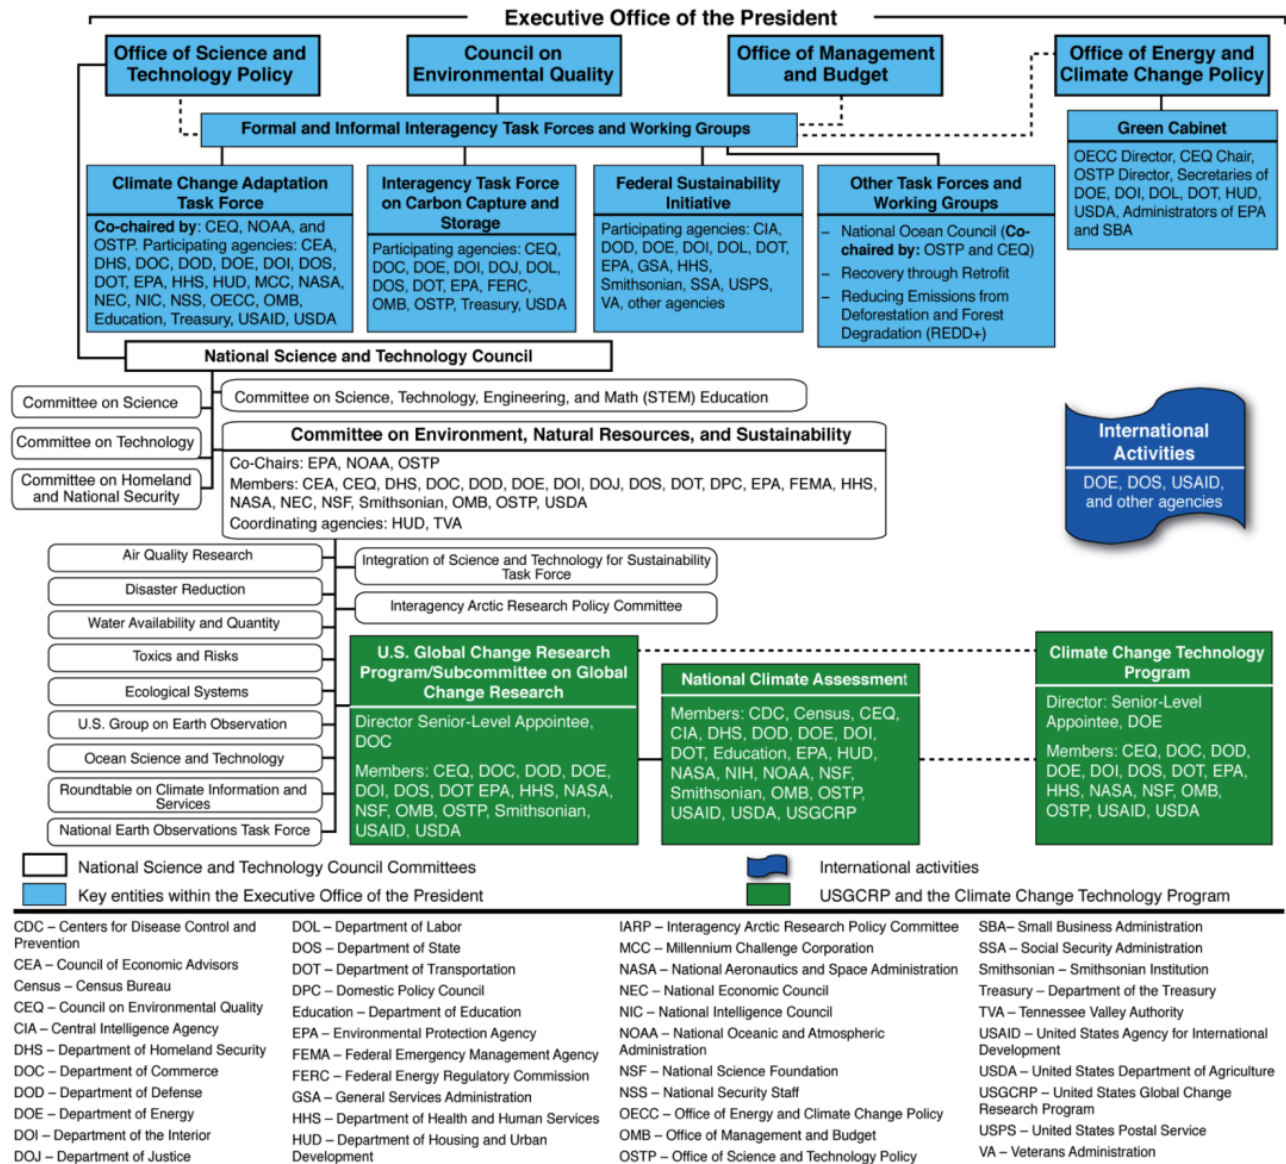 Executive Office of the President
Office of Science and
Technology Policy
Council on
Environmental Quality
Office of Management
and Budget
Office of Energy and
Climate Change Policy
Formal and Informal Interagency Task Forces and Working Groups
Green Cabinet
OECC Director, CEQ Chair,
OSTP Director, Secretaries of
DOE, DOI, DOL, DOT, HUD,
USDA, Administrators of EPA
and SBA
Climate Change Adaptation
Task Force
Co-chaired by: CEQ, NOAA, and
OSTP. Participating agencies: CEA,
DHS, DOC, DOD, DOE, DOI, DOS,
DOT, EPA, HHS, HUD, MCC, NASA,
NEC, NIC, NSS, OECC, OMB,
Education, Treasury, USAID, USDA
Interagency Task Force
on Carbon Capture and
Storage
Participating agencies: CEQ,
DOC, DOE, DOI, DOJ, DOL,
DOS, DOT, EPA, FERC,
OMB, OSTP, Treasury, USDA
Federal Sustainability
Initiative
Participating agencies: CIA,
DOD, DOE, DOI, DOL, DOT,
EPA, GSA, HHS,
Smithsonian, SSA, USPS,
VA, other agencies
Other Task Forces and
Working Groups
– National Ocean Council (Co-
chaired by: OSTP and CEQ)
– Recovery through Retrofit
– Reducing Emissions from
Deforestation and Forest
Degradation (REDD+)
National Science and Technology Council
Committee on Science
Committee on Technology
Committee on Homeland
and National Security
Committee on Science, Technology, Engineering, and Math (STEM) Education
Committee on Environment, Natural Resources, and Sustainability
Co-Chairs: EPA, NOAA, OSTP
Members: CEA, CEQ, DHS, DOC, DOD, DOE, DOI, DOJ, DOS, DOT, DPC, EPA, FEMA, HHS,
NASA, NEC, NSF, Smithsonian, OMB, OSTP, USDA
Coordinating agencies: HUD, TVA
International
Activities
DOE, DOS, USAID,
and other agencies
Air Quality Research
Disaster Reduction
Water Availability and Quantity
Toxics and Risks
Ecological Systems
U.S. Group on Earth Observation
Ocean Science and Technology
Roundtable on Climate Information and
Services
National Earth Observations Task Force
Integration of Science and Technology for Sustainability
Task Force
Interagency Arctic Research Policy Committee
U.S. Global Change Research
Program/Subcommittee on Global
Change Research
Director Senior-Level Appointee,
DOC
Members: CEQ, DOC, DOD, DOE,
DOI, DOS, DOT EPA, HHS, NASA,
NSF, OMB, OSTP, Smithsonian,
USAID, USDA
National Climate Assessment
Members: CDC, Census, CEQ,
CIA, DHS, DOD, DOE, DOI,
DOT, Education, EPA, HUD,
NASA, NIH, NOAA, NSF,
Smithsonian, OMB, OSTP,
USAID, USDA, USGCRP
Climate Change Technology
Program
Director: Senior-Level
Appointee, DOE
Members: CEQ, DOC, DOD,
DOE, DOI, DOS, DOT, EPA,
HHS, NASA, NSF, OMB,
OSTP, USAID, USDA
National Science and Technology Council Committees
Key entities within the Executive Office of the President
International activities
USGCRP and the Climate Change Technology Program
CDC – Centers for Disease Control and
Prevention
CEA – Council of Economic Advisors
Census – Census Bureau
CEQ – Council on Environmental Quality
CIA – Central Intelligence Agency
DHS – Department of Homeland Security
DOC – Department of Commerce
DOD – Department of Defense
DOE – Department of Energy
DOI – Department of the Interior
DOJ – Department of Justice
DOL – Department of Labor
DOS – Department of State
DOT – Department of Transportation
DPC – Domestic Policy Council
Education – Department of Education
EPA – Environmental Protection Agency
FEMA – Federal Emergency Management Agency
FERC – Federal Energy Regulatory Commission
GSA – General Services Administration
HHS – Department of Health and Human Services
HUD – Department of Housing and Urban
Development
IARP – Interagency Arctic Research Policy Committee
MCC – Millennium Challenge Corporation
NASA – National Aeronautics and Space Administration
NEC – National Economic Council
NIC – National Intelligence Council
NOAA – National Oceanic and Atmospheric
Administration
NSF – National Science Foundation
NSS – National Security Staff
OECC – Office of Energy and Climate Change Policy
OMB – Office of Management and Budget
OSTP – Office of Science and Technology Policy
SBA– Small Business Administration
SSA – Social Security Administration
Smithsonian – Smithsonian Institution
Treasury – Department of the Treasury
TVA – Tennessee Valley Authority
USAID – United States Agency for International
Development
USDA – United States Department of Agriculture
USGCRP – United States Global Change
Research Program
USPS – United States Postal Service
VA – Veterans Administration